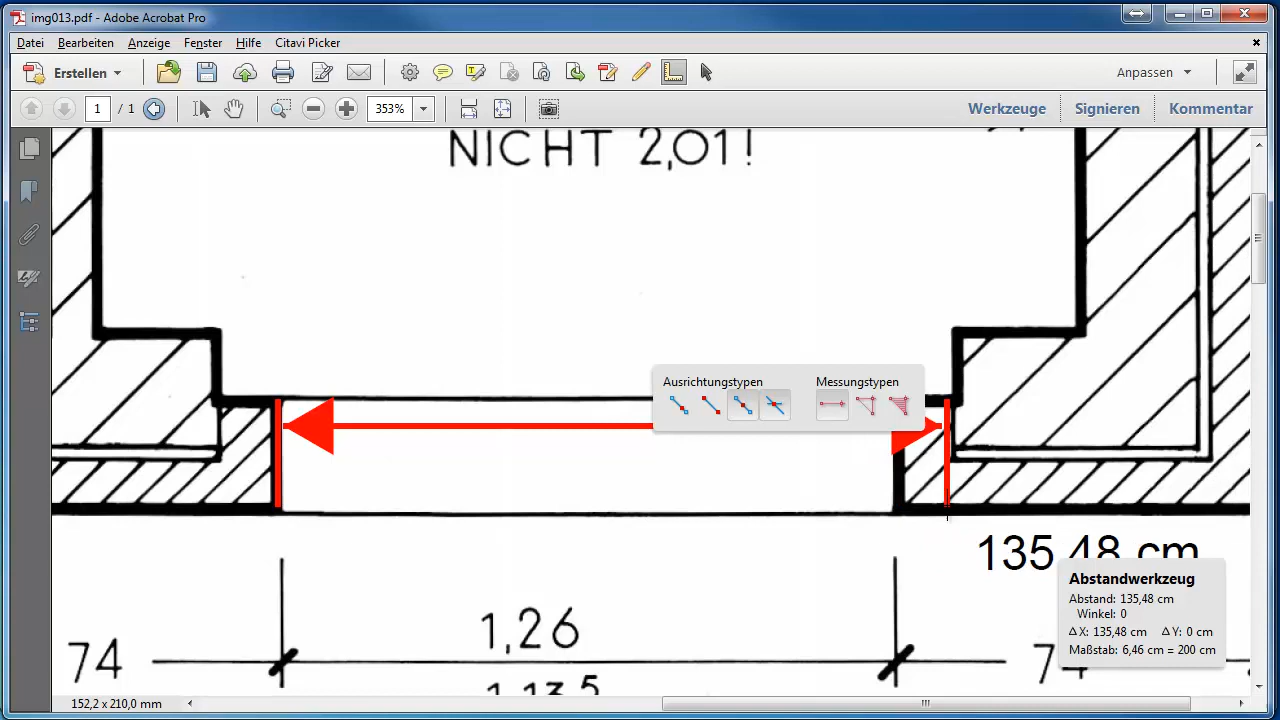 img013.pdf - Adobe Acrobat Pro
Datei Bearbeiten Anzeige Fenster Hilfe Citavi Picker
Erstellen Anpassen
1 / 1 353% Werkzeuge Signieren Kommentar
NICHT 2,01!
Ausrichtungstypen Messungstypen
135,48 cm
Abstandwerkzeug
Abstand: 135,48 cm
Winkel: 0
Δ X: 135,48 cm Δ Y: 0 cm
Maßstab: 6,46 cm = 200 cm
1,26
74 74
1,13⁵
152,2 x 210,0 mm